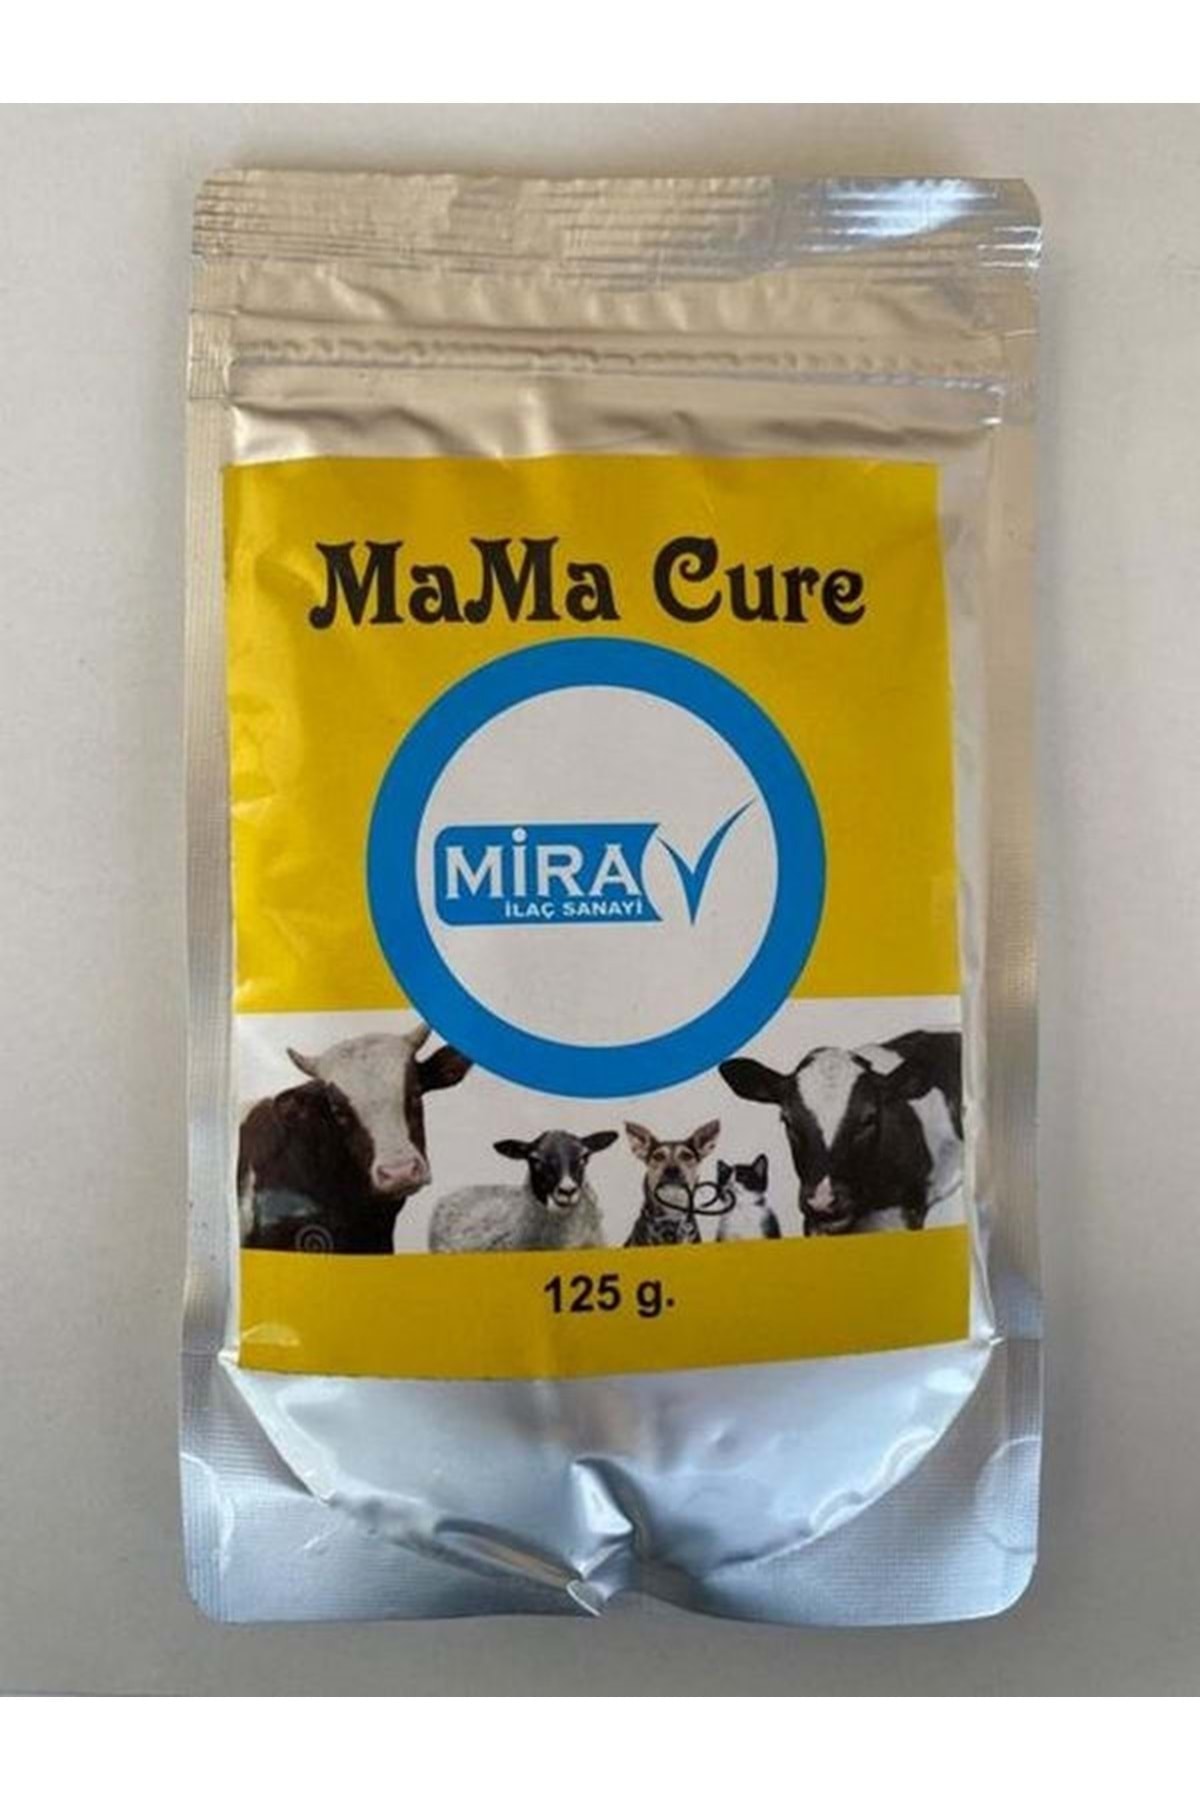 MaMa Cure
MİRA
İLAÇ SANAYİ
125 g.